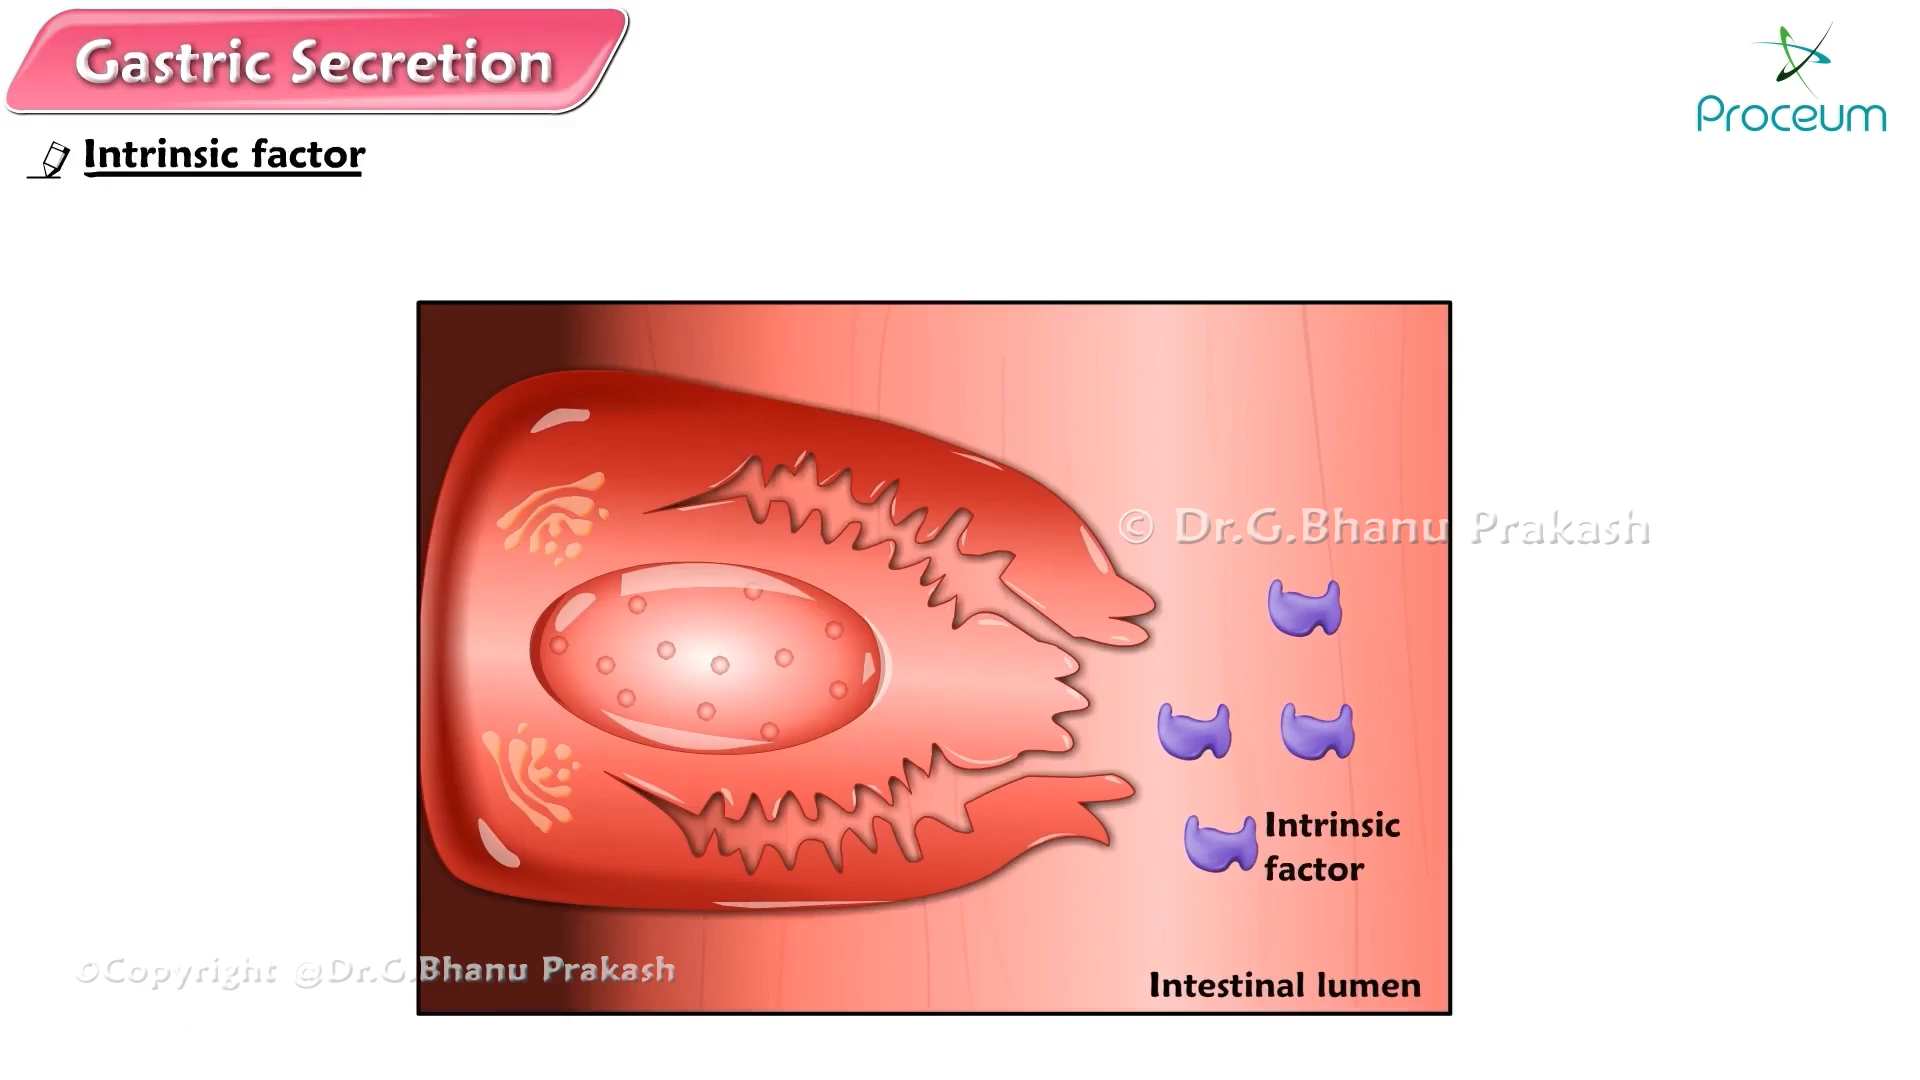 Gastric Secretion
Proceum
Intrinsic factor
© Dr.G.Bhanu Prakash
Intrinsic
factor
©Copyright @Dr.G.Bhanu Prakash
Intestinal lumen